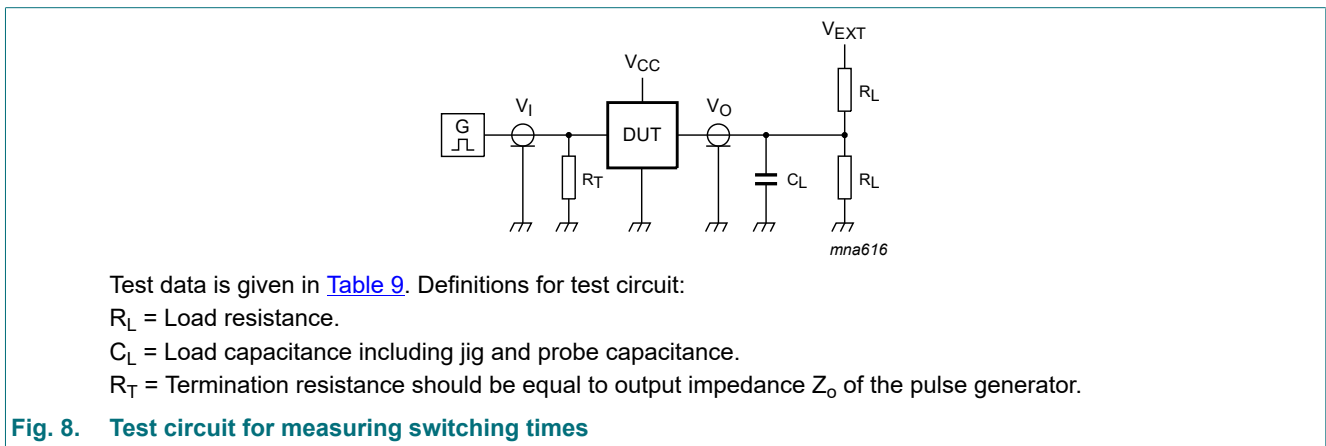 VEXT
VCC
RL
VI
VO
G
DUT
RT
CL
RL
mna616
Test data is given in Table 9. Definitions for test circuit:
RL = Load resistance.
CL = Load capacitance including jig and probe capacitance.
RT = Termination resistance should be equal to output impedance Zo of the pulse generator.
Fig. 8. Test circuit for measuring switching times